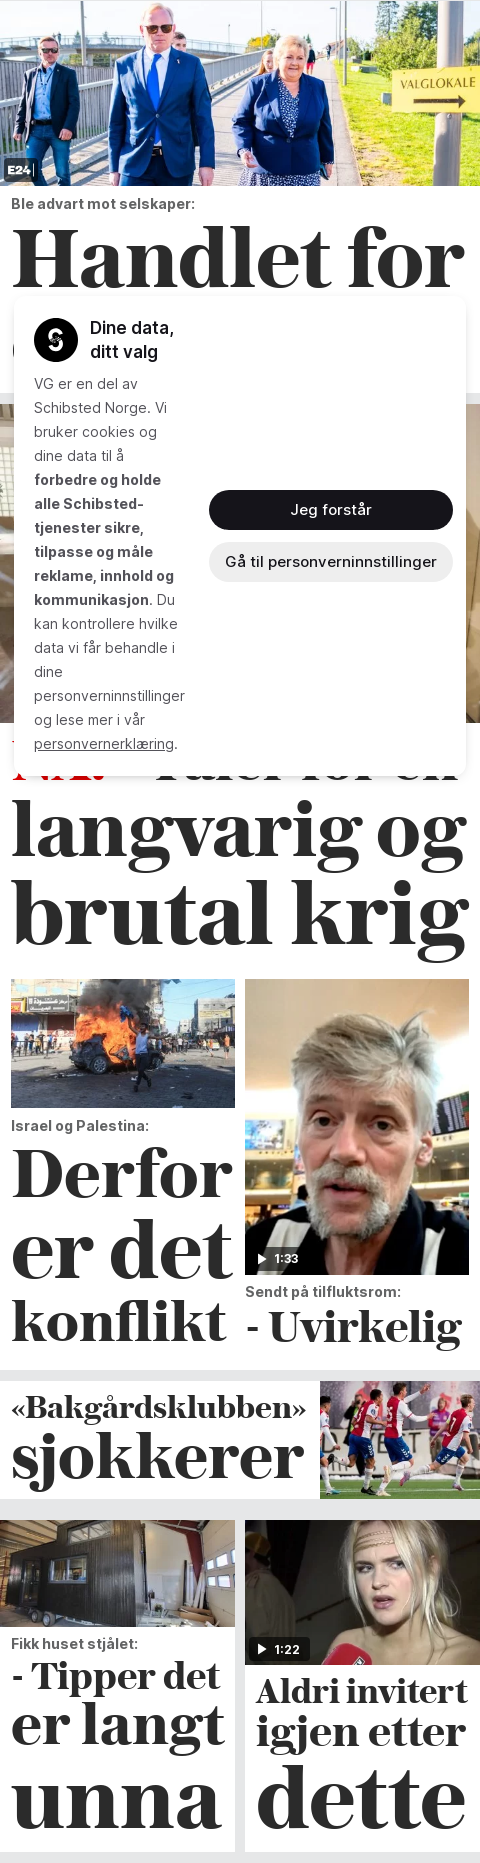 VALGLOKALE
E24
Ble advart mot selskaper:
Handlet for
Dine data,
ditt valg
VG er en del av
Schibsted Norge. Vi
bruker cookies og
dine data til å
forbedre og holde
alle Schibsted-
tjenester sikre,
tilpasse og måle
reklame, innhold og
kommunikasjon. Du
kan kontrollere hvilke
data vi får behandle i
dine
personverninnstillinger
og lese mer i vår
personvernerklæring.
Jeg forstår
Gå til personverninnstillinger
langvarig og
brutal krig
Israel og Palestina:
Derfor
er det
konflikt
1:33
Sendt på tilfluktsrom:
- Uvirkelig
«Bakgårdsklubben»
sjokkerer
Fikk huset stjålet:
- Tipper det
er langt
unna
1:22
Aldri invitert
igjen etter
dette